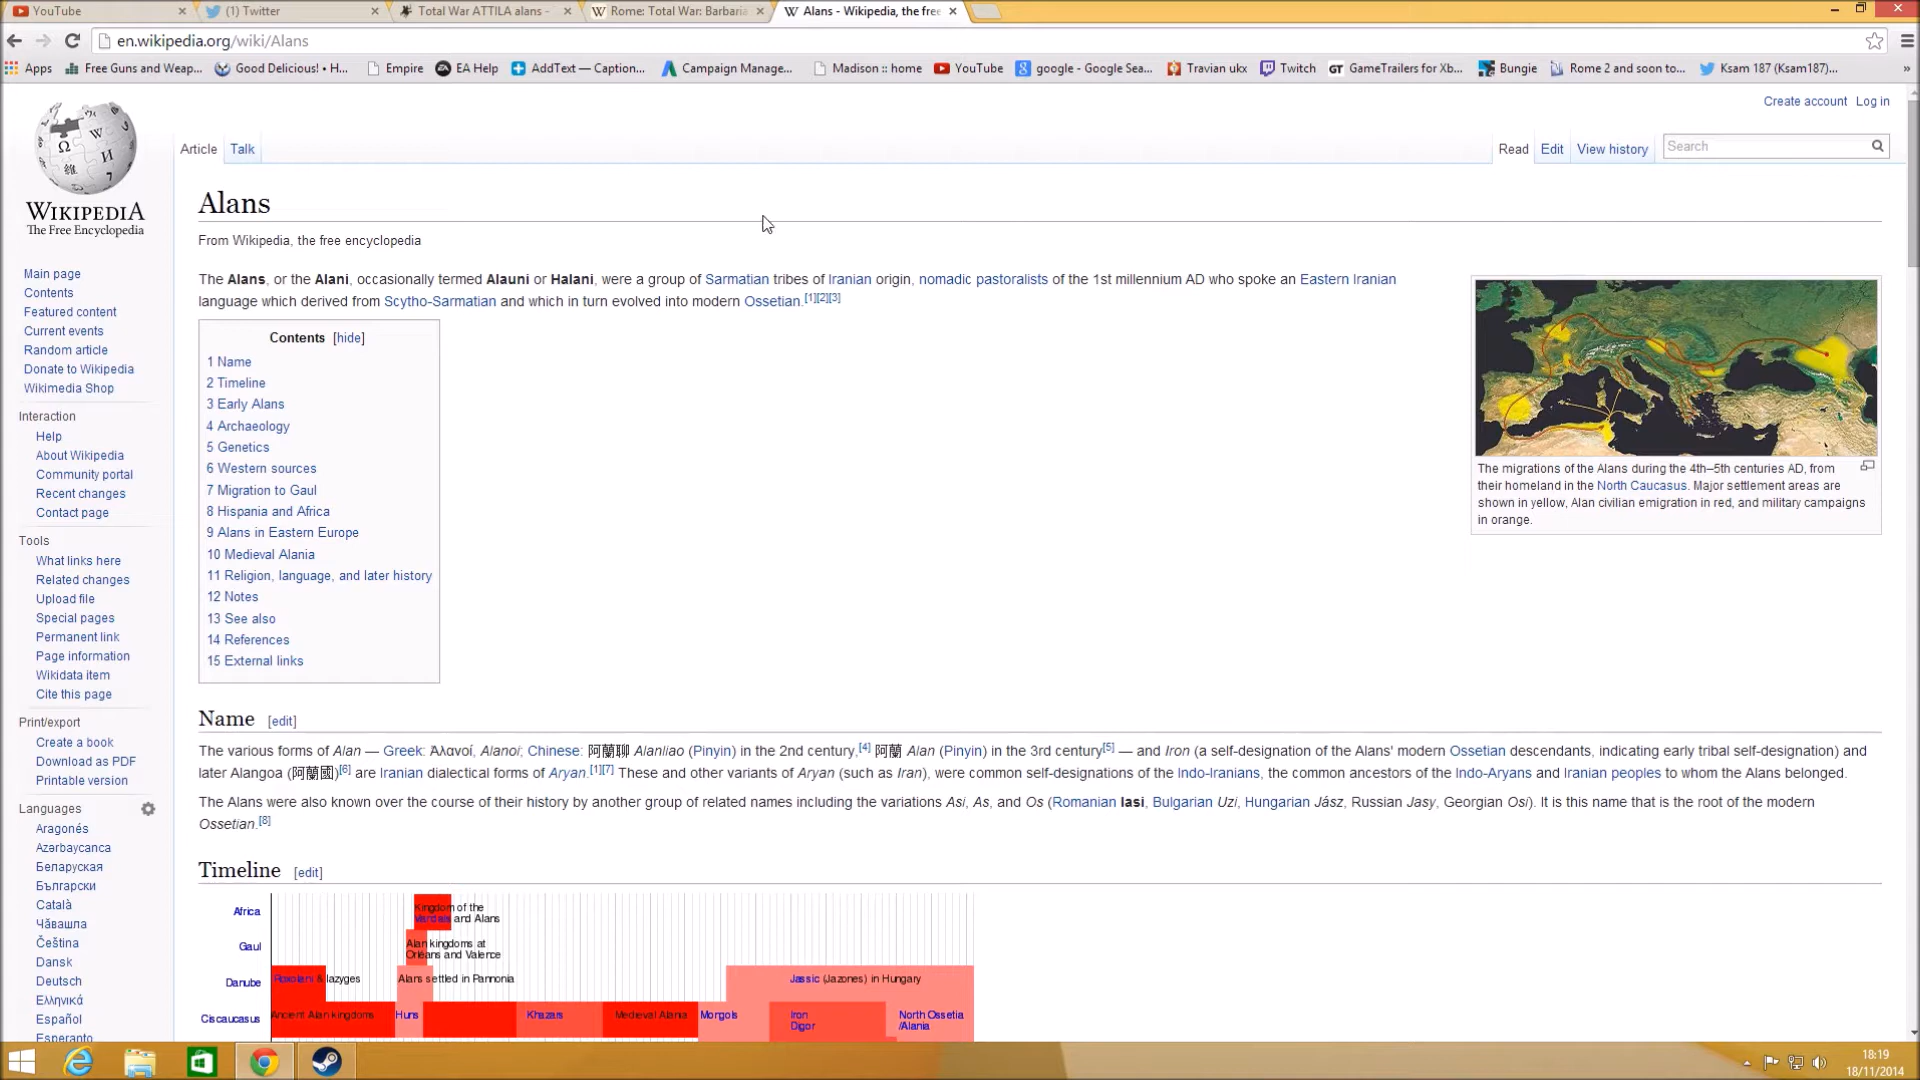 YouTube
(1) Twitter
Total War ATTILA alans -
Rome: Total War: Barbaria
Alans - Wikipedia, the free
en.wikipedia.org/wiki/Alans
Apps
Free Guns and Weap...
Good Delicious! • H...
Empire
EA Help
AddText — Caption...
Campaign Manage...
Madison :: home
YouTube
google - Google Sea...
Travian ukx
Twitch
GT GameTrailers for Xb...
Bungie
Rome 2 and soon to...
Ksam 187 (Ksam187)...
»
Create account Log in
WIKIPEDIA
The Free Encyclopedia
Article Talk
Read Edit View history
Search
Main page
Contents
Featured content
Current events
Random article
Donate to Wikipedia
Wikimedia Shop
Interaction
Help
About Wikipedia
Community portal
Recent changes
Contact page
Tools
What links here
Related changes
Upload file
Special pages
Permanent link
Page information
Wikidata item
Cite this page
Print/export
Create a book
Download as PDF
Printable version
Languages
Aragonés
Azərbaycanca
Беларуская
Български
Català
Чӑвашла
Čeština
Dansk
Deutsch
Ελληνικά
Español
Esperanto
Alans
From Wikipedia, the free encyclopedia
The Alans, or the Alani, occasionally termed Alauni or Halani, were a group of Sarmatian tribes of Iranian origin, nomadic pastoralists of the 1st millennium AD who spoke an Eastern Iranian
language which derived from Scytho-Sarmatian and which in turn evolved into modern Ossetian.[1][2][3]
Contents [hide]
1 Name
2 Timeline
3 Early Alans
4 Archaeology
5 Genetics
6 Western sources
7 Migration to Gaul
8 Hispania and Africa
9 Alans in Eastern Europe
10 Medieval Alania
11 Religion, language, and later history
12 Notes
13 See also
14 References
15 External links
The migrations of the Alans during the 4th–5th centuries AD, from
their homeland in the North Caucasus. Major settlement areas are
shown in yellow, Alan civilian emigration in red, and military campaigns
in orange.
Name [edit]
The various forms of Alan — Greek: Ἀλανοί, Alanoi; Chinese: 阿蘭聊 Alanliao (Pinyin) in the 2nd century,[4] 阿蘭 Alan (Pinyin) in the 3rd century[5] — and Iron (a self-designation of the Alans' modern Ossetian descendants, indicating early tribal self-designation) and
later Alangoa (阿蘭國)[6] are Iranian dialectical forms of Aryan.[1][7] These and other variants of Aryan (such as Iran), were common self-designations of the Indo-Iranians, the common ancestors of the Indo-Aryans and Iranian peoples to whom the Alans belonged.
The Alans were also known over the course of their history by another group of related names including the variations Asi, As, and Os (Romanian Iasi, Bulgarian Uzi, Hungarian Jász, Russian Jasy, Georgian Osi). It is this name that is the root of the modern
Ossetian.[8]
Timeline [edit]
Africa
Kingdom of the
Vandals and Alans
Gaul
Alan kingdoms at
Orléans and Valence
Danube
Roxolani & Iazyges
Alans settled in Pannonia
Jassic (Jazones) in Hungary
Ciscaucasus
Ancient Alan kingdoms
Huns
Khazars
Medieval Alania
Mongols
Iron
Digor
North Ossetia
/Alania
18:19
18/11/2014